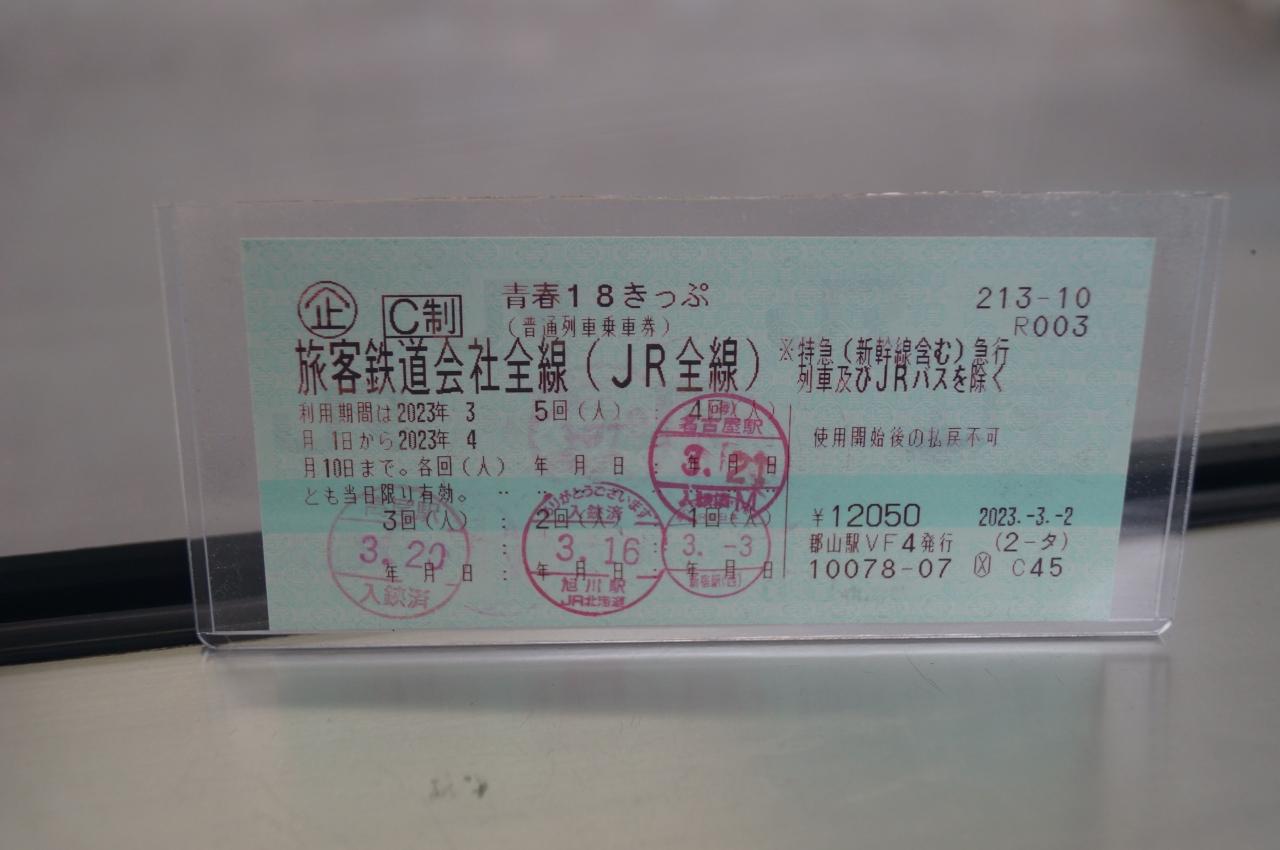 企 C制 青春18きっぷ 213-10
(普通列車乗車券) R003
旅客鉄道会社全線(JR全線) ※特急(新幹線含む)急行
列車及びJRバスを除く
利用期間は2023年 3
月 1日から2023年 4
月10日まで。各回(人)
とも当日限り有効。
5回(人) : 4回(人)
年 月 日 : 年 月 日
名古屋駅
3. 21
入鋏済
3回(人) : 2回(人) : 1回(人)
年 月 日 : 年 月 日 : 年 月 日
3. 20
入鋏済
ありがとうございます
入鋏済
3. 16
旭川駅
JR北海道
3. -3
使用開始後の払戻不可
¥12050 2023.-3.-2
郡山駅VF4発行 (2-タ)
10078-07 C45